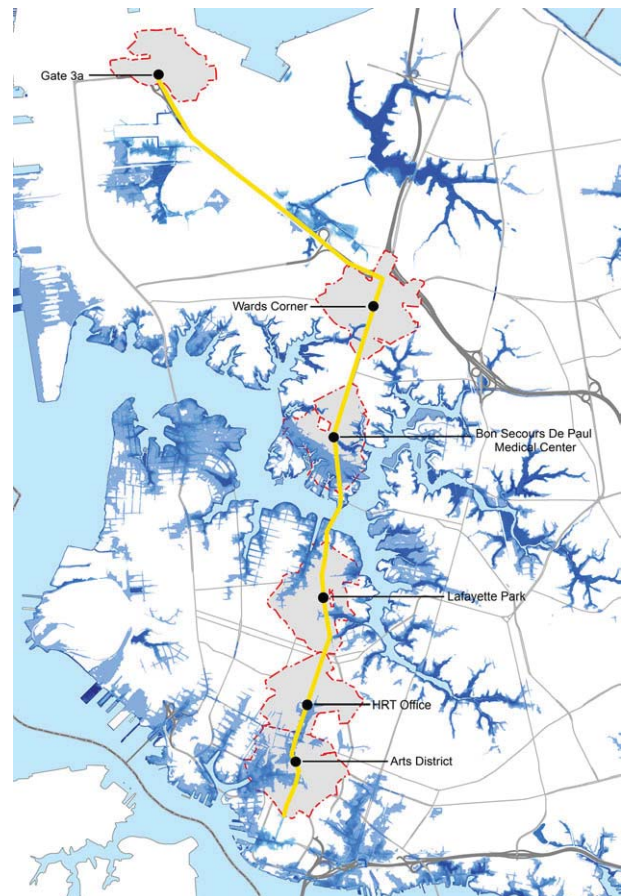 Gate 3a
Wards Corner
Bon Secours De Paul
Medical Center
Lafayette Park
HRT Office
Arts District